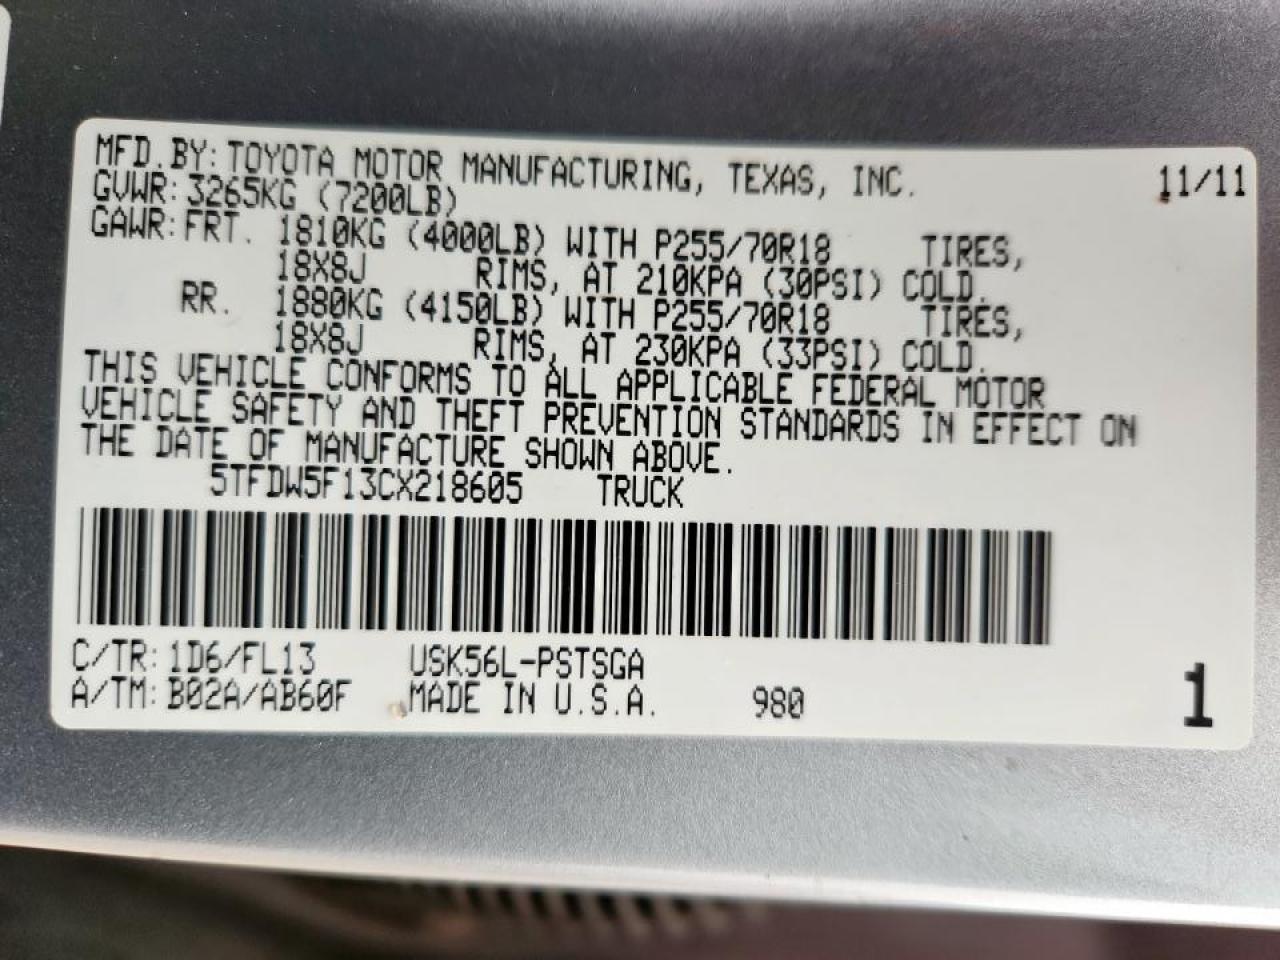 MFD.BY: TOYOTA MOTOR MANUFACTURING, TEXAS, INC. 11/11
GVWR: 3265KG (7200LB)
GAWR: FRT. 1810KG (4000LB) WITH P255/70R18 TIRES,
18X8J RIMS, AT 210KPA (30PSI) COLD.
RR. 1880KG (4150LB) WITH P255/70R18 TIRES,
18X8J RIMS, AT 230KPA (33PSI) COLD.
THIS VEHICLE CONFORMS TO ALL APPLICABLE FEDERAL MOTOR
VEHICLE SAFETY AND THEFT PREVENTION STANDARDS IN EFFECT ON
THE DATE OF MANUFACTURE SHOWN ABOVE.
5TFDW5F13CX218605 TRUCK
C/TR: 1D6/FL13 USK56L-PSTSGA
A/TM: B02A/AB60F MADE IN U.S.A. 980 1